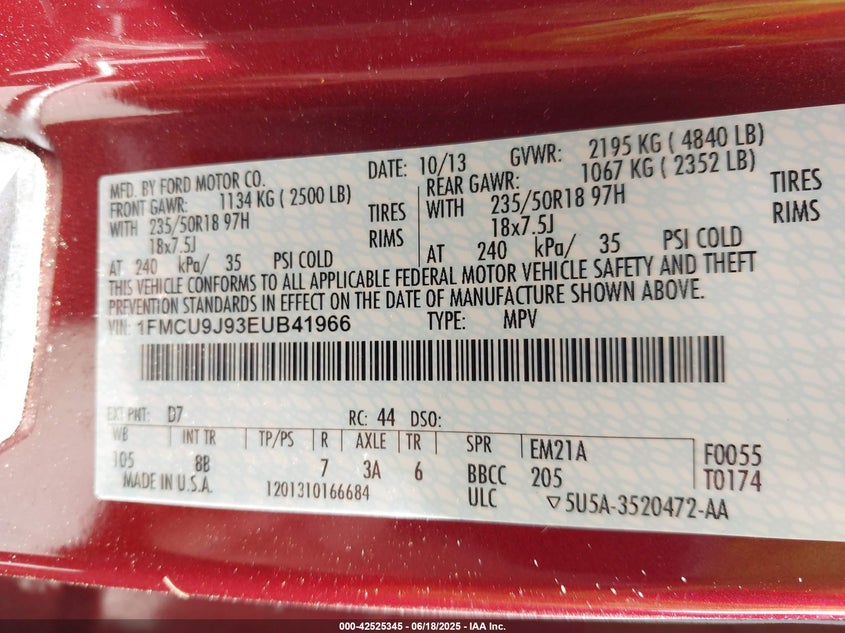 MFD. BY FORD MOTOR CO. DATE: 10/13 GVWR: 2195 KG ( 4840 LB)
FRONT GAWR: 1134 KG ( 2500 LB) REAR GAWR: 1067 KG ( 2352 LB)
WITH 235/50R18 97H TIRES WITH 235/50R18 97H TIRES
18x7.5J RIMS 18x7.5J RIMS
AT 240 kPa/ 35 PSI COLD AT 240 kPa/ 35 PSI COLD
THIS VEHICLE CONFORMS TO ALL APPLICABLE FEDERAL MOTOR VEHICLE SAFETY AND THEFT
PREVENTION STANDARDS IN EFFECT ON THE DATE OF MANUFACTURE SHOWN ABOVE.
VIN: 1FMCU9J93EUB41966 TYPE: MPV
EXT PNT: D7 RC: 44 DSO:
WB INT TR TP/PS R AXLE TR SPR EM21A F0055
105 8B 7 3A 6 BBCC 205 T0174
MADE IN U.S.A. 1201310166684 ULC ▽5U5A-3520472-AA
000-42525345 - 06/18/2025 - IAA Inc.